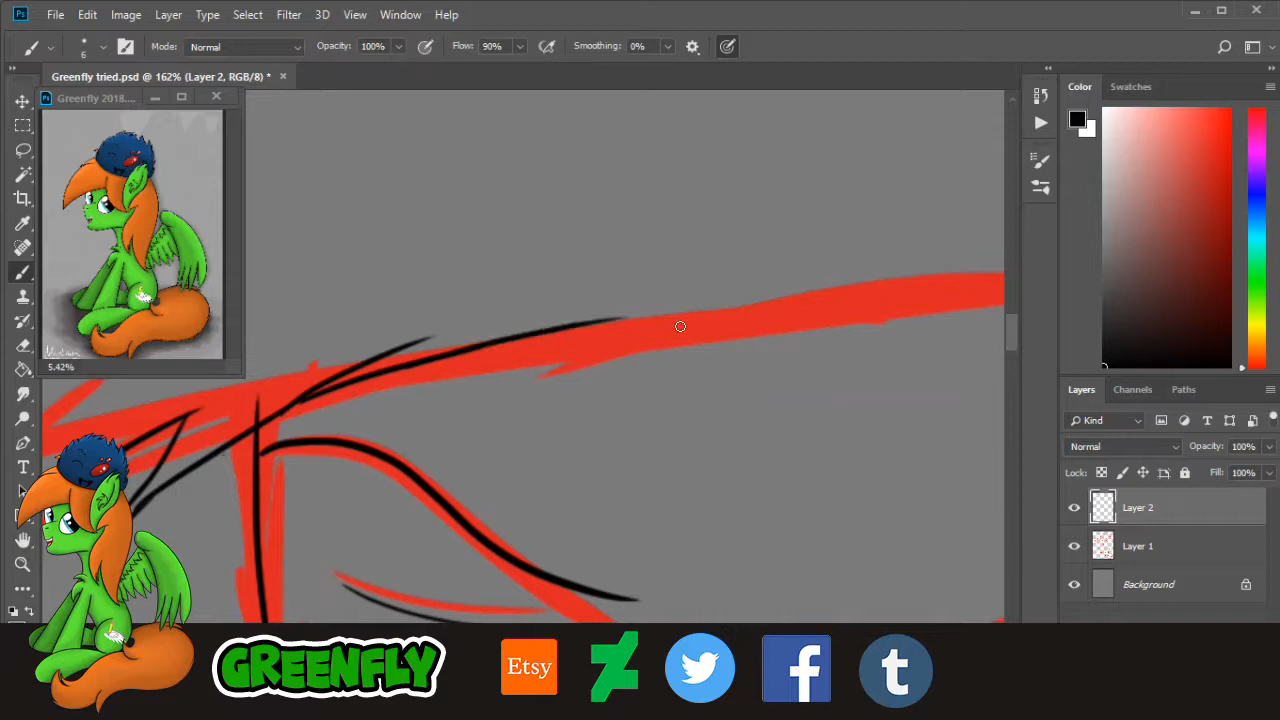 Ps File Edit Image Layer Type Select Filter 3D View Window Help
6 Mode: Normal Opacity: 100% Flow: 90% Smoothing: 0%
Greenfly tried.psd @ 162% (Layer 2, RGB/8) *
Greenfly 2018....
5.42%
Color Swatches
Layers Channels Paths
Kind
Normal Opacity: 100%
Lock: Fill: 100%
Layer 2
Layer 1
Background
GREENFLY Etsy f t